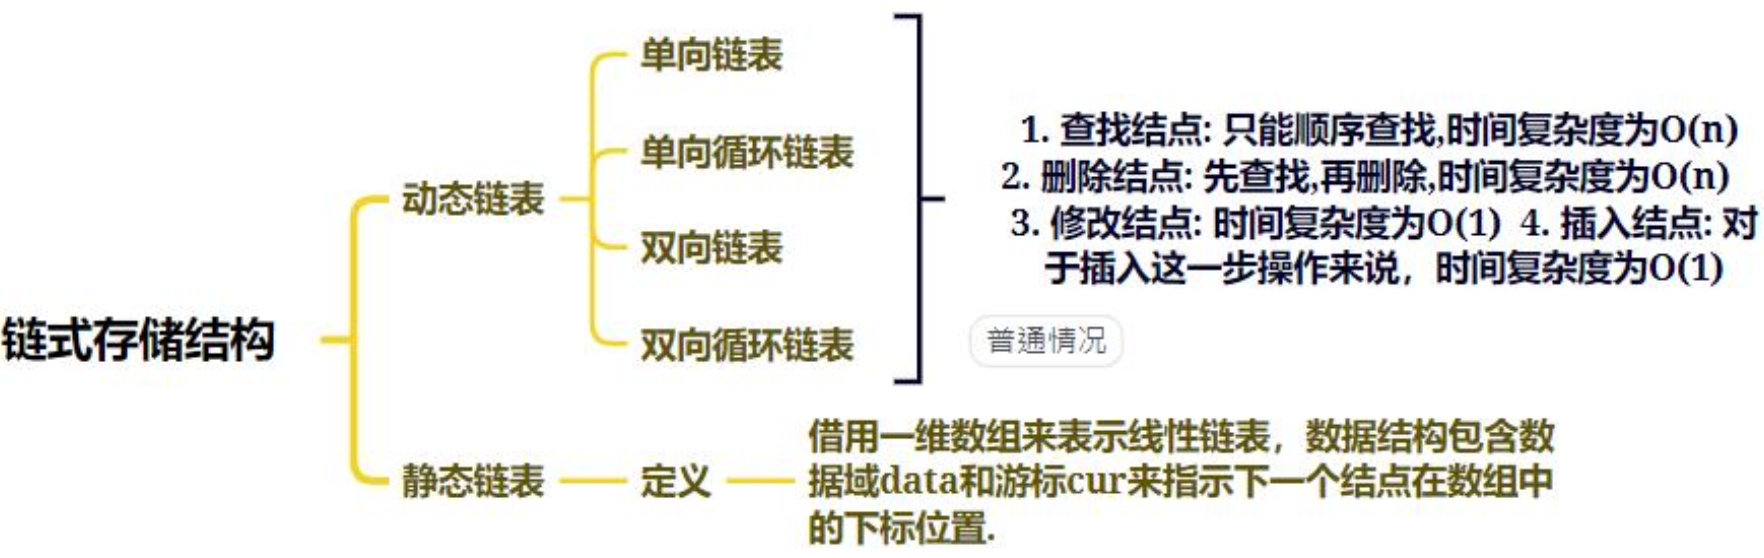 链式存储结构
动态链表
单向链表
单向循环链表
双向链表
双向循环链表
1. 查找结点: 只能顺序查找,时间复杂度为O(n)
2. 删除结点: 先查找,再删除,时间复杂度为O(n)
3. 修改结点: 时间复杂度为O(1) 4. 插入结点: 对
于插入这一步操作来说，时间复杂度为O(1)
普通情况
静态链表
定义
借用一维数组来表示线性链表，数据结构包含数
据域data和游标cur来指示下一个结点在数组中
的下标位置.